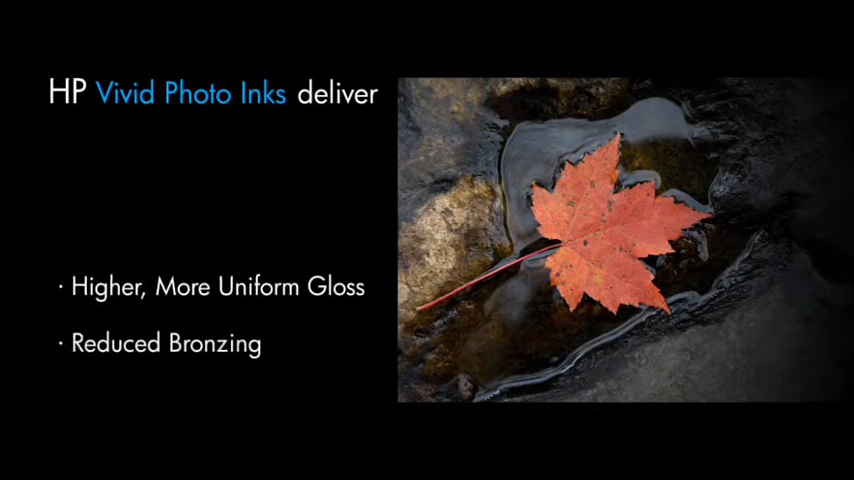 HP Vivid Photo Inks deliver
· Higher, More Uniform Gloss
· Reduced Bronzing